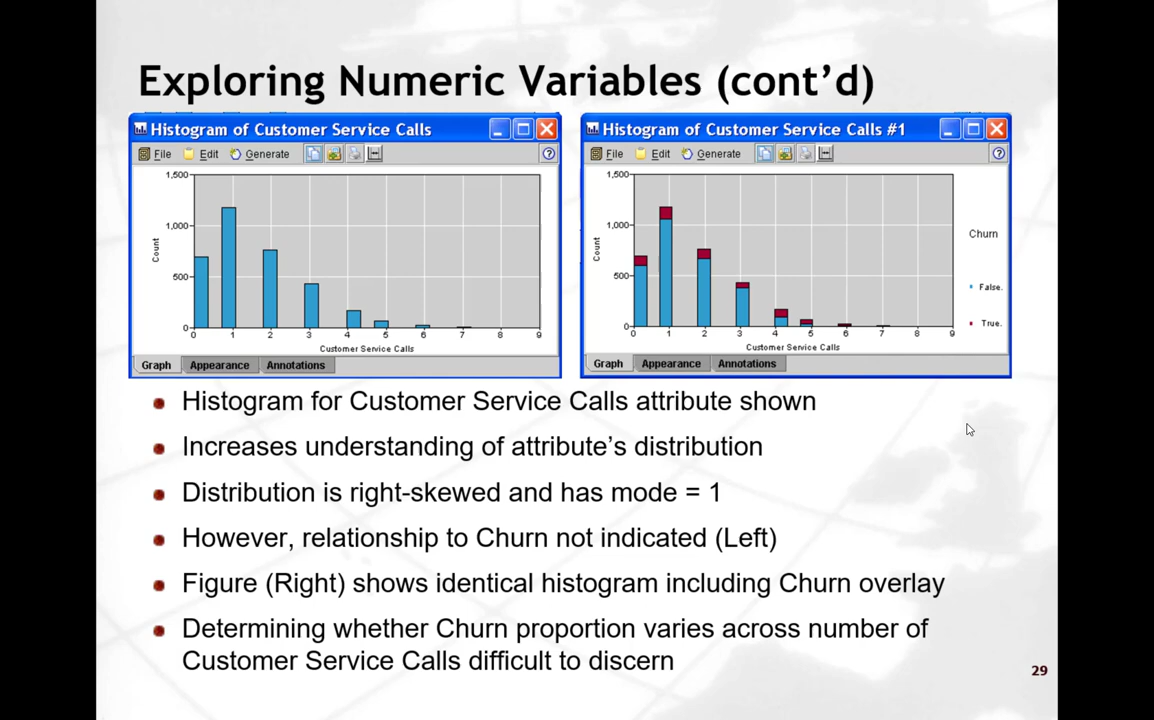 Exploring Numeric Variables (cont'd)
Histogram of Customer Service Calls
File Edit Generate
1,500
1,000
500
0
Count
0 1 2 3 4 5 6 7 8 9
Customer Service Calls
Graph Appearance Annotations
Histogram of Customer Service Calls #1
File Edit Generate
1,500
1,000
500
0
Count
0 1 2 3 4 5 6 7 8 9
Customer Service Calls
Churn
False.
True.
Graph Appearance Annotations
Histogram for Customer Service Calls attribute shown
Increases understanding of attribute's distribution
Distribution is right-skewed and has mode = 1
However, relationship to Churn not indicated (Left)
Figure (Right) shows identical histogram including Churn overlay
Determining whether Churn proportion varies across number of
Customer Service Calls difficult to discern
29